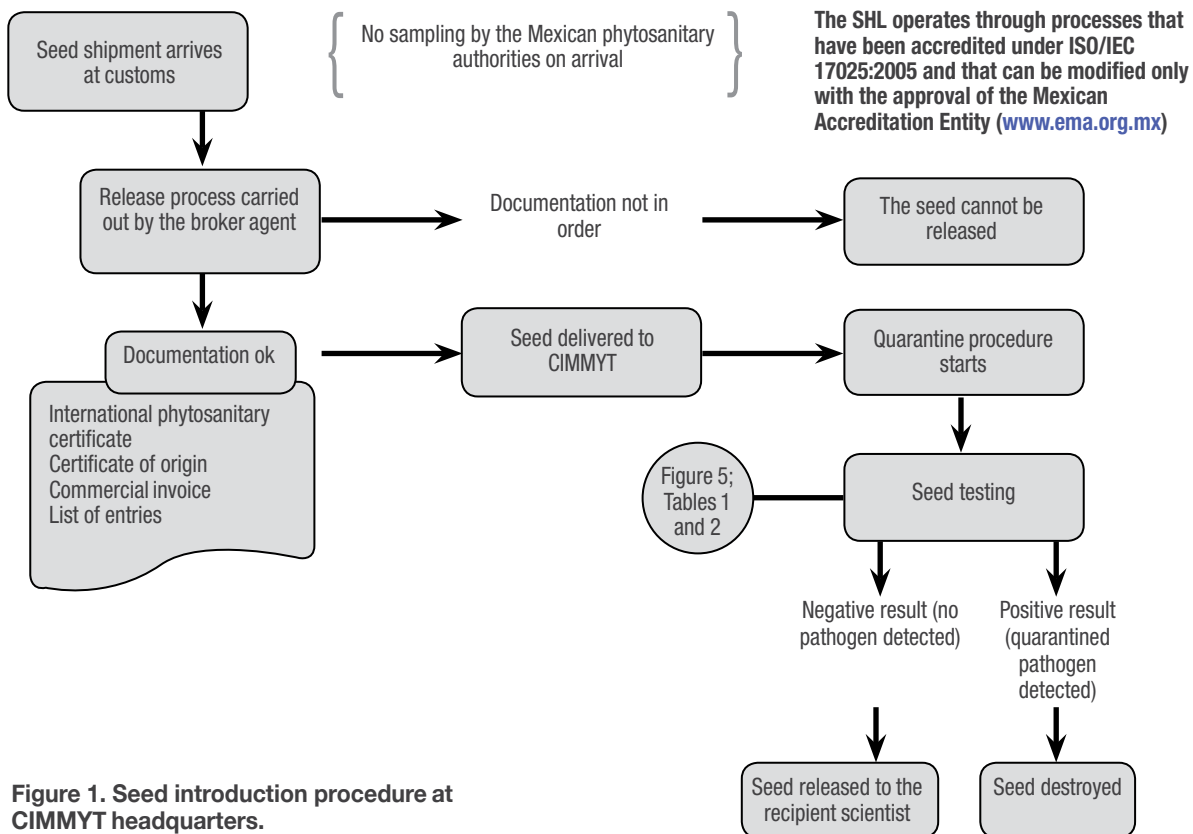 Seed shipment arrives
at customs
No sampling by the Mexican phytosanitary
authorities on arrival
The SHL operates through processes that
have been accredited under ISO/IEC
17025:2005 and that can be modified only
with the approval of the Mexican
Accreditation Entity (www.ema.org.mx)
Release process carried
out by the broker agent
Documentation not in
order
The seed cannot be
released
Documentation ok
International phytosanitary
certificate
Certificate of origin
Commercial invoice
List of entries
Seed delivered to
CIMMYT
Quarantine procedure
starts
Figure 5;
Tables 1
and 2
Seed testing
Negative result (no
pathogen detected)
Positive result
(quarantined
pathogen
detected)
Seed released to the
recipient scientist
Seed destroyed
Figure 1. Seed introduction procedure at
CIMMYT headquarters.